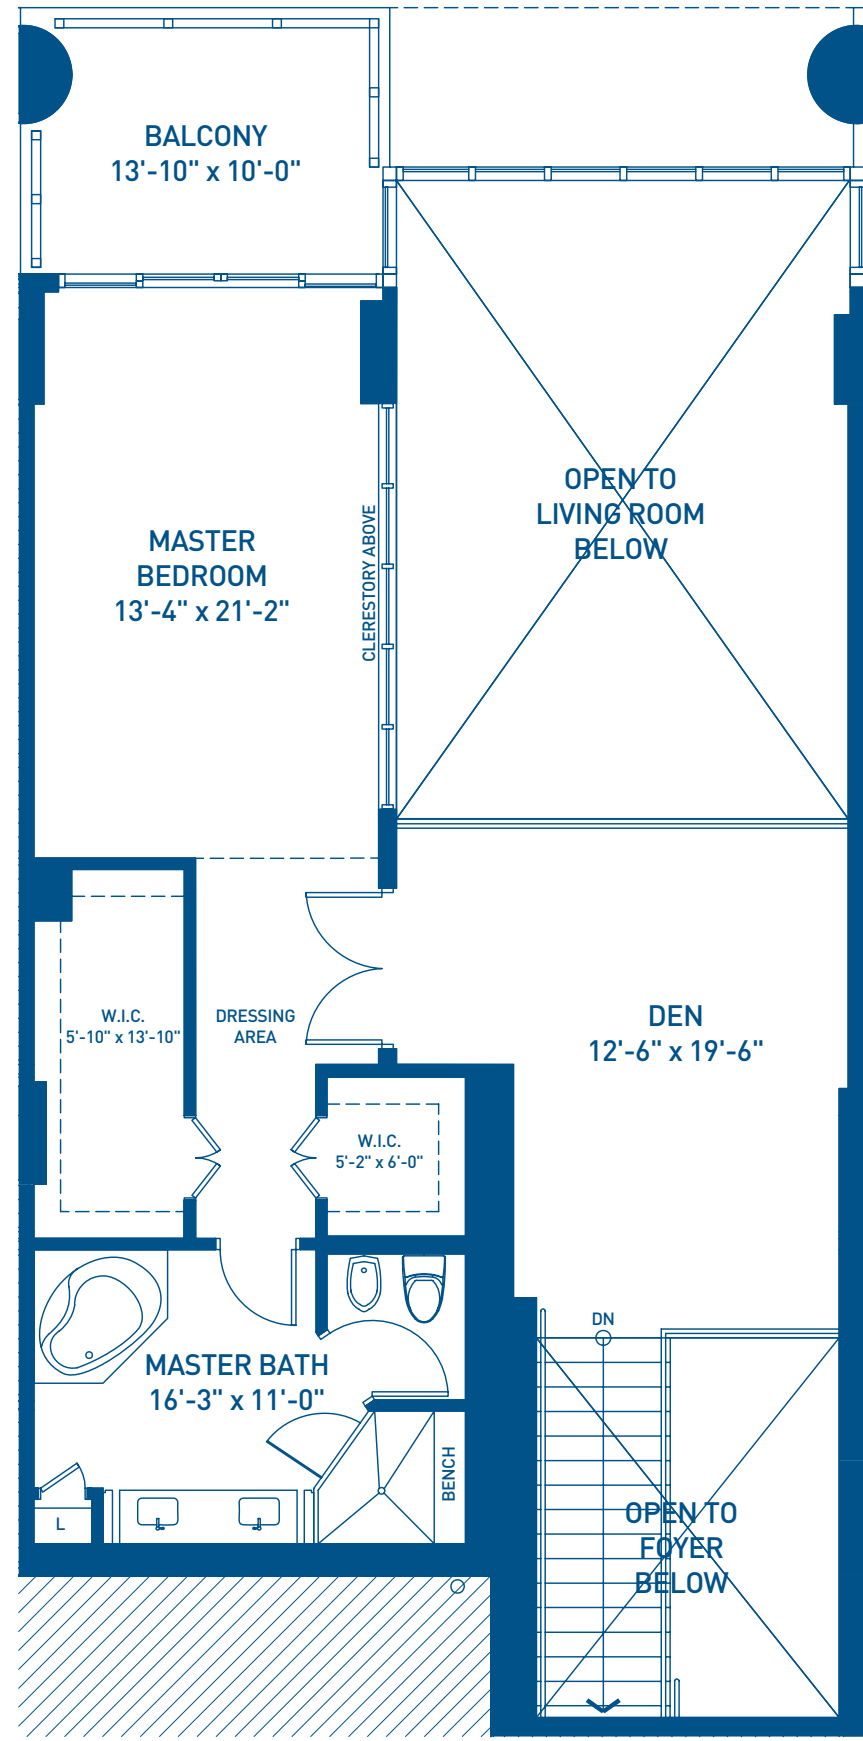 BALCONY
13'-10" x 10'-0"
OPEN TO
LIVING ROOM
BELOW
MASTER
BEDROOM
13'-4" x 21'-2"
CLERESTORY ABOVE
W.I.C.
5'-10" x 13'-10"
DRESSING
AREA
DEN
12'-6" x 19'-6"
W.I.C.
5'-2" x 6'-0"
DN
MASTER BATH
16'-3" x 11'-0"
BENCH
L
OPEN TO
FOYER
BELOW